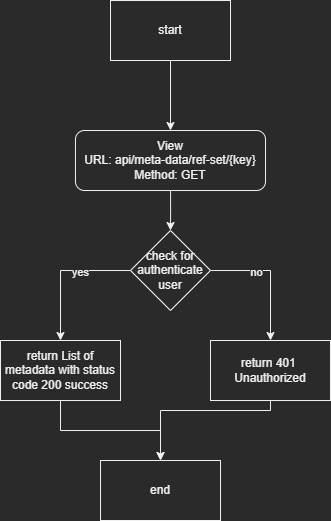 start
View
URL: api/meta-data/ref-set/{key}
Method: GET
check for
authenticate
user
yes
no
return List of
metadata with status
code 200 success
return 401
Unauthorized
end